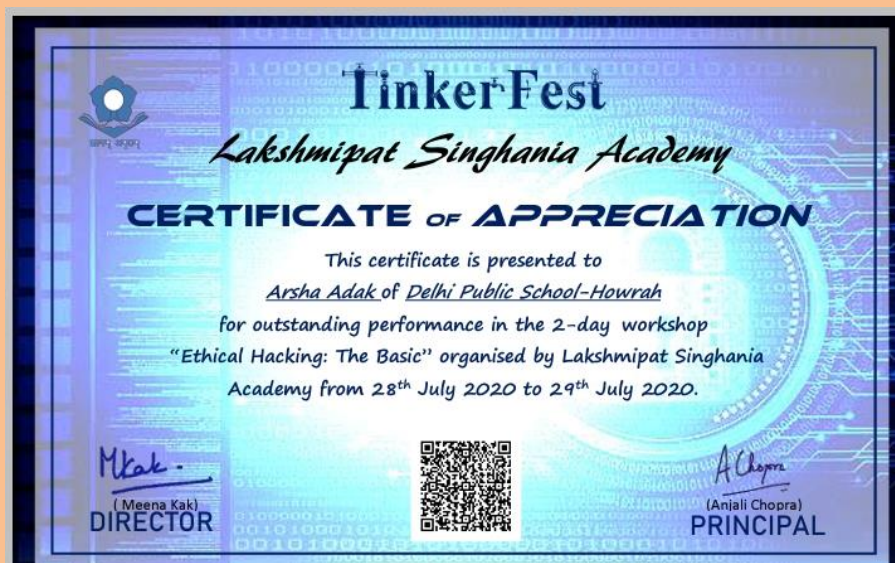 TinkerFest
Lakshmipat Singhania Academy
CERTIFICATE OF APPRECIATION
This certificate is presented to
Arsha Adak of Delhi Public School-Howrah
for outstanding performance in the 2-day workshop
“Ethical Hacking: The Basic” organised by Lakshmipat Singhania
Academy from 28th July 2020 to 29th July 2020.
MKak.
(Meena Kak)
DIRECTOR
AChopra
(Anjali Chopra)
PRINCIPAL